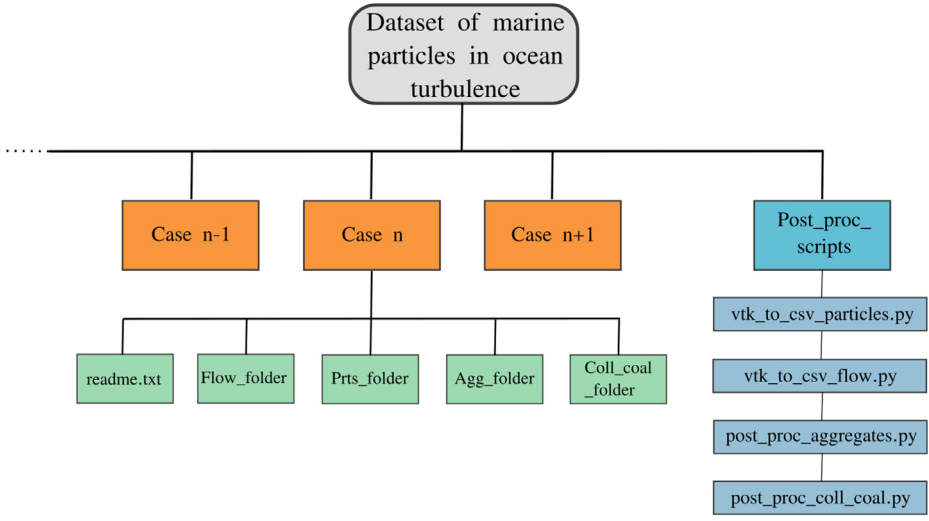 Dataset of marine
particles in ocean
turbulence
Case n-1
Case n
Case n+1
Post_proc_
scripts
readme.txt
Flow_folder
Prts_folder
Agg_folder
Coll_coal
_folder
vtk_to_csv_particles.py
vtk_to_csv_flow.py
post_proc_aggregates.py
post_proc_coll_coal.py